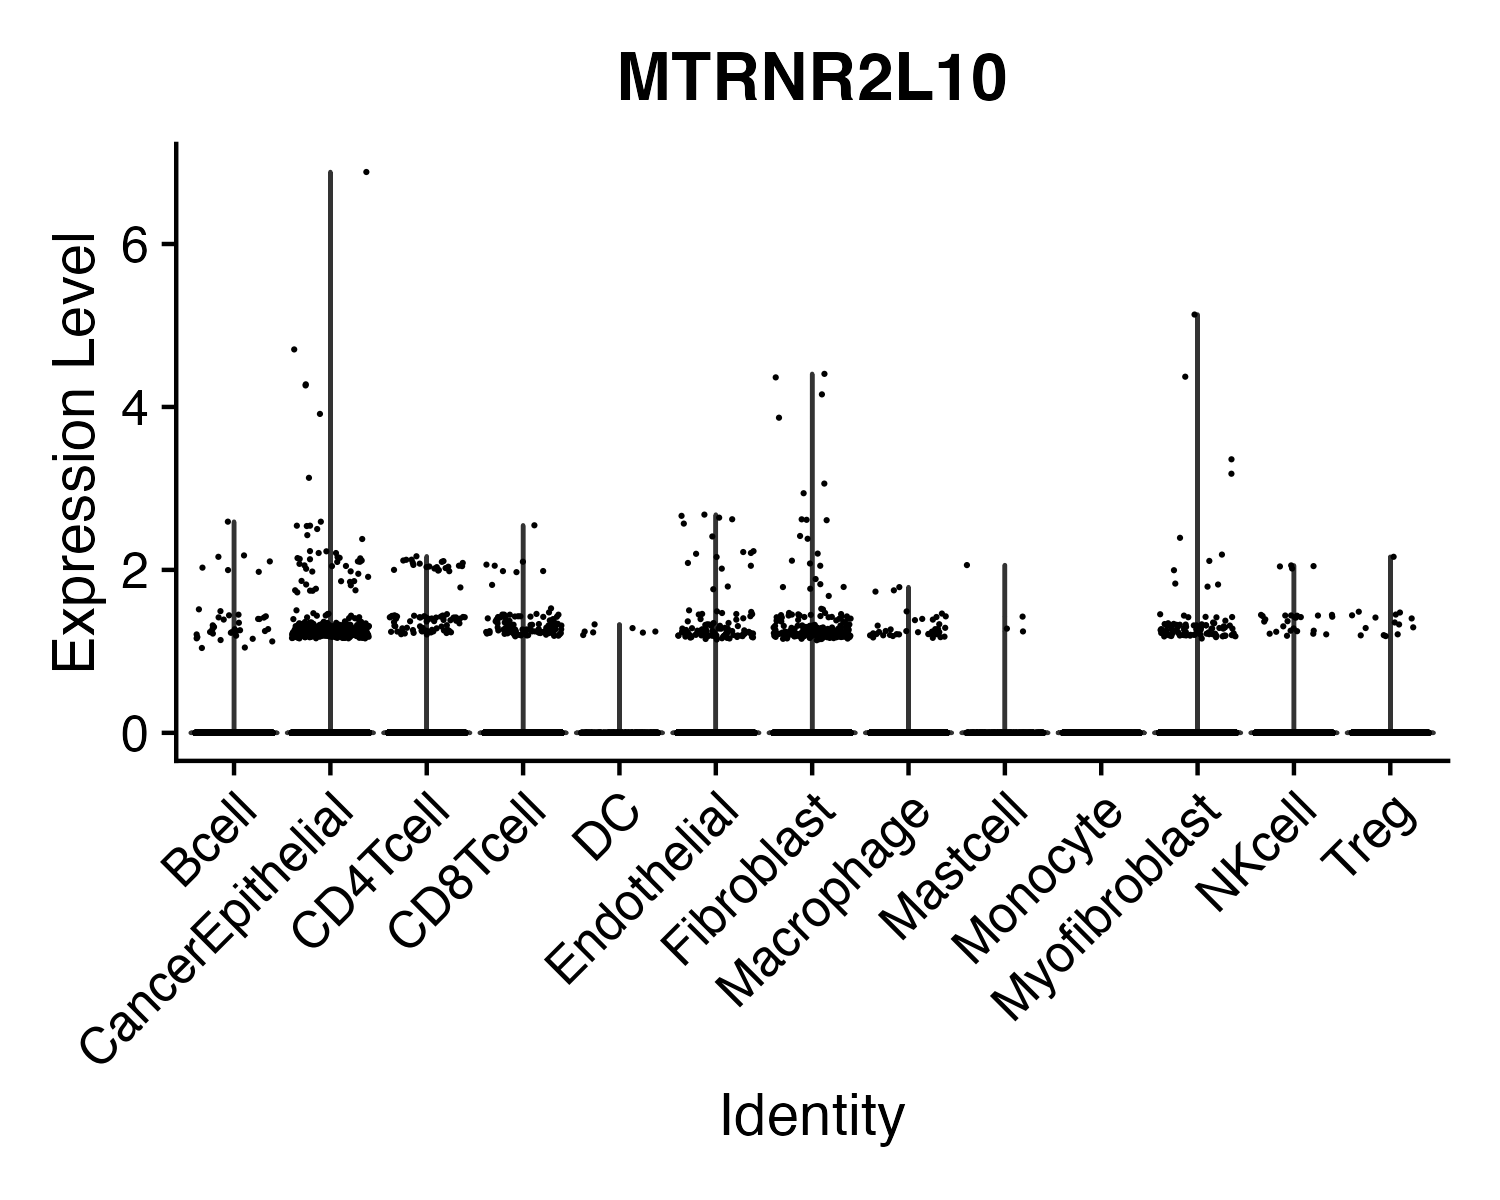 MTRNR2L10
Expression Level
6
4
2
0
Bcell
CancerEpithelial
CD4Tcell
CD8Tcell
DC
Endothelial
Fibroblast
Macrophage
Mastcell
Monocyte
Myofibroblast
NKcell
Treg
Identity